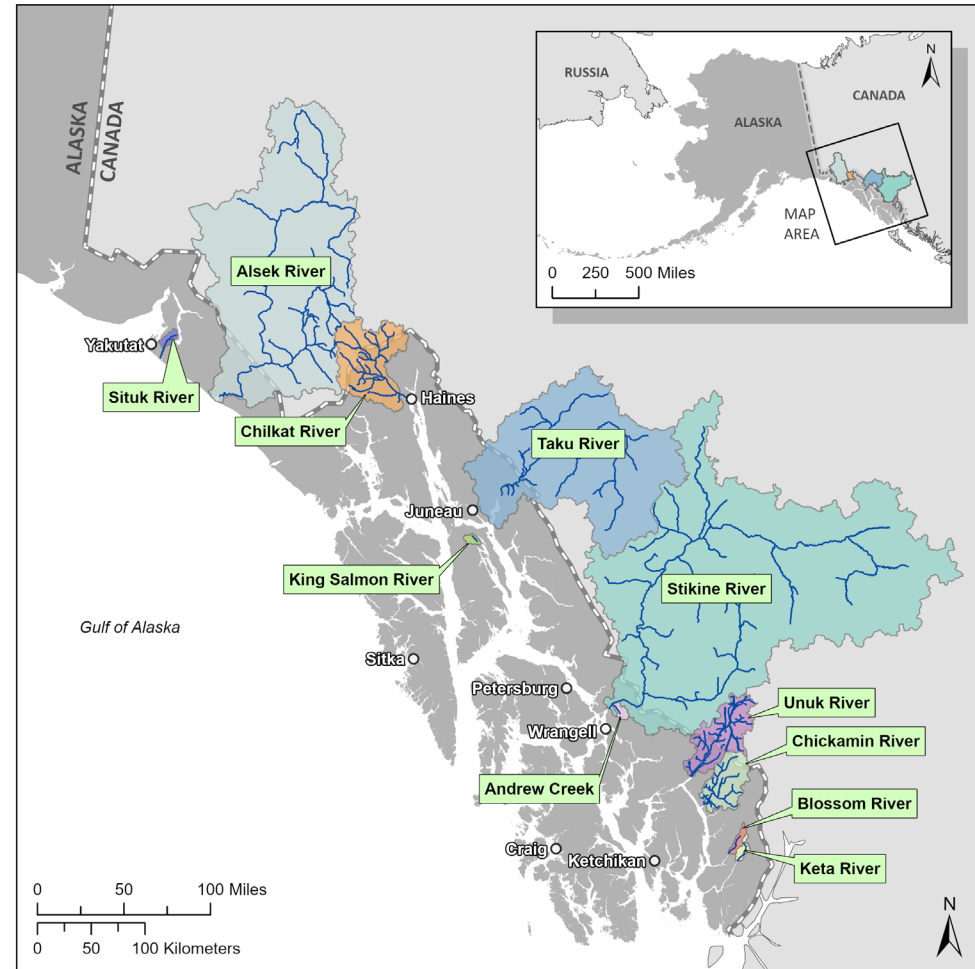 N
RUSSIA
CANADA
ALASKA
MAP
AREA
0 250 500 Miles
ALASKA
CANADA
Alsek River
Yakutat
Situk River
Haines
Chilkat River
Taku River
Juneau
King Salmon River
Stikine River
Gulf of Alaska
Sitka
Petersburg
Unuk River
Wrangell
Chickamin River
Andrew Creek
Blossom River
Craig
Ketchikan
Keta River
0 50 100 Miles
0 50 100 Kilometers
N